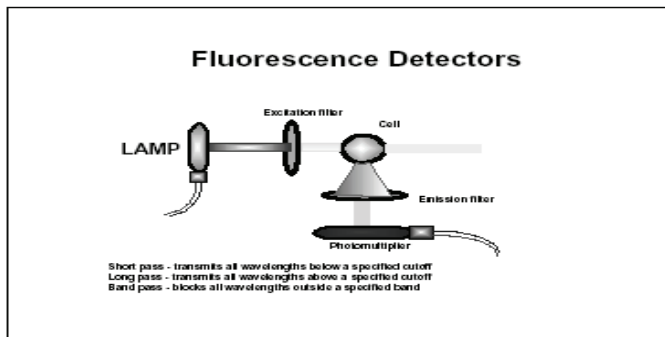 Fluorescence Detectors
Excitation filter
Cell
LAMP
Emission filter
Photomultiplier
Short pass - transmits all wavelengths below a specified cutoff
Long pass - transmits all wavelengths above a specified cutoff
Band pass - blocks all wavelengths outside a specified band